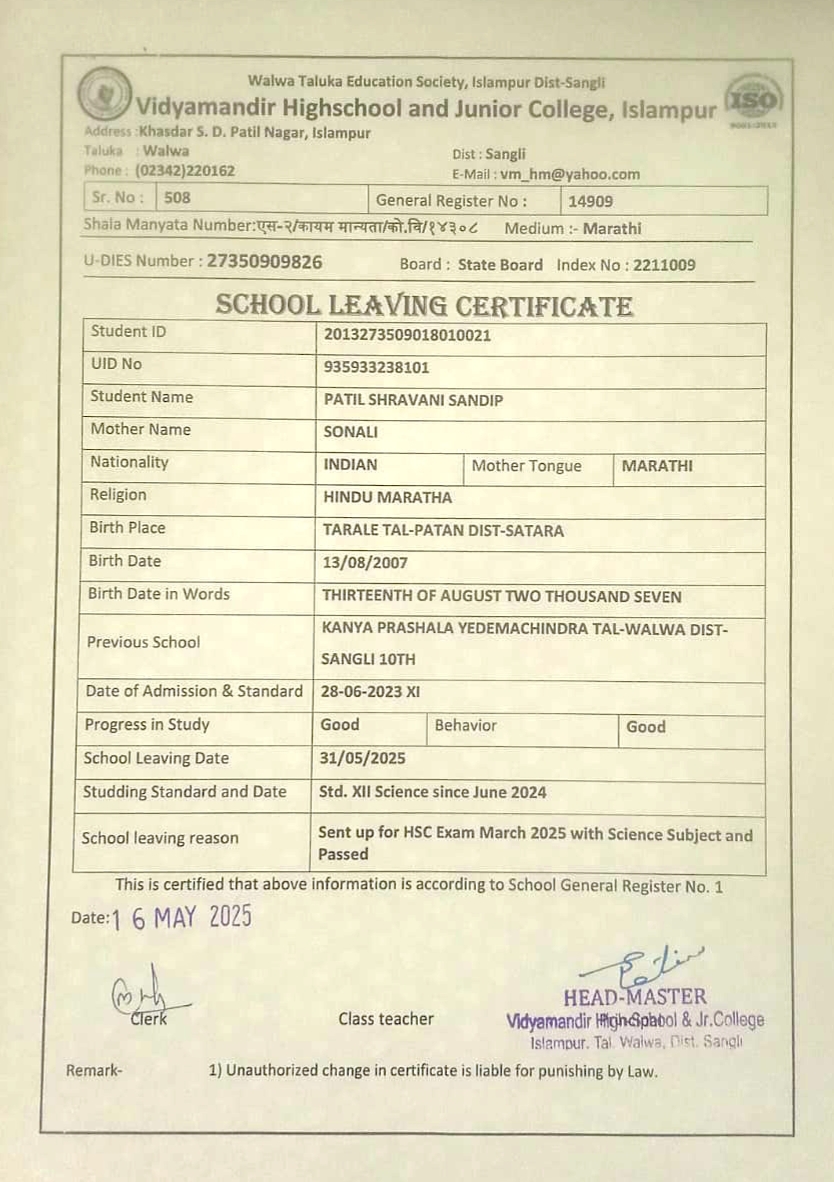 Walwa Taluka Education Society, Islampur Dist-Sangli
Vidyamandir Highschool and Junior College, Islampur
ISO
9001:2015
Address :Khasdar S. D. Patil Nagar, Islampur
Taluka : Walwa Dist : Sangli
Phone : (02342)220162 E-Mail : vm_hm@yahoo.com
Sr. No : 508 General Register No : 14909
Shala Manyata Number:एस-२/कायम मान्यता/को.वि/१४३०८ Medium :- Marathi
U-DIES Number : 27350909826 Board : State Board Index No : 2211009
SCHOOL LEAVING CERTIFICATE
Student ID 2013273509018010021
UID No 935933238101
Student Name PATIL SHRAVANI SANDIP
Mother Name SONALI
Nationality INDIAN Mother Tongue MARATHI
Religion HINDU MARATHA
Birth Place TARALE TAL-PATAN DIST-SATARA
Birth Date 13/08/2007
Birth Date in Words THIRTEENTH OF AUGUST TWO THOUSAND SEVEN
Previous School KANYA PRASHALA YEDEMACHINDRA TAL-WALWA DIST-
SANGLI 10TH
Date of Admission & Standard 28-06-2023 XI
Progress in Study Good Behavior Good
School Leaving Date 31/05/2025
Studding Standard and Date Std. XII Science since June 2024
School leaving reason Sent up for HSC Exam March 2025 with Science Subject and
Passed
This is certified that above information is according to School General Register No. 1
Date:16 MAY 2025
HEAD-MASTER
Clerk Class teacher Vidyamandir High-School & Jr.College
Islampur. Tal. Walwa, Dist. Sangli
Remark- 1) Unauthorized change in certificate is liable for punishing by Law.